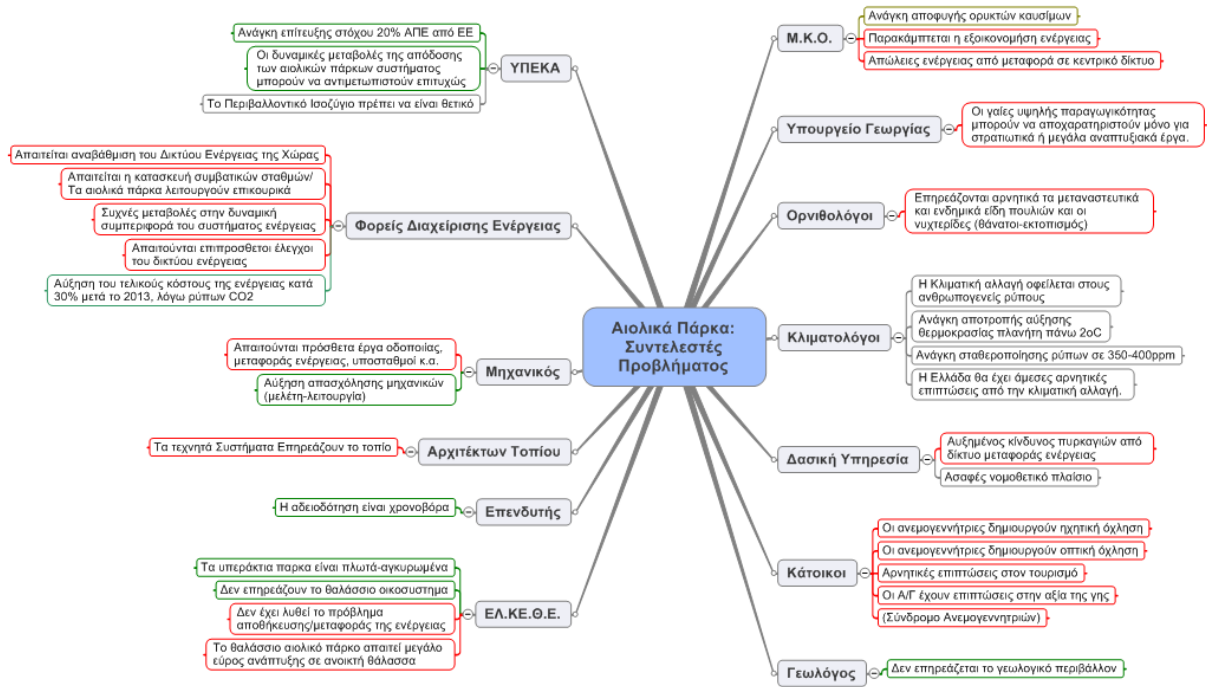 Αιολικά Πάρκα:
Συντελεστές
Προβλήματος
ΥΠΕΚΑ
Ανάγκη επίτευξης στόχου 20% ΑΠΕ από ΕΕ
Οι δυναμικές μεταβολές της απόδοσης
των αιολικών πάρκων συστήματος
μπορούν να αντιμετωπιστούν επιτυχώς
Το Περιβαλλοντικό Ισοζύγιο πρέπει να είναι θετικό
Φορείς Διαχείρισης Ενέργειας
Απαιτείται αναβάθμιση του Δικτύου Ενέργειας της Χώρας
Απαιτείται η κατασκευή συμβατικών σταθμών/
Τα αιολικά πάρκα λειτουργούν επικουρικά
Συχνές μεταβολές στην δυναμική
συμπεριφορά του συστήματος ενέργειας
Απαιτούνται επιπροσθετοι έλεγχοι
του δικτύου ενέργειας
Αύξηση του τελικούς κόστους της ενέργειας κατά
30% μετά το 2013, λόγω ρύπων CO2
Μηχανικός
Απαιτούνται πρόσθετα έργα οδοποιίας,
μεταφοράς ενέργειας, υποσταθμοί κ.α.
Αύξηση απασχόλησης μηχανικών
(μελέτη-λειτουργία)
Αρχιτέκτων Τοπίου
Τα τεχνητά Συστήματα Επηρεάζουν το τοπίο
Επενδυτής
Η αδειοδότηση είναι χρονοβόρα
ΕΛ.ΚΕ.Θ.Ε.
Τα υπεράκτια παρκα είναι πλωτά-αγκυρωμένα
Δεν επηρεάζουν το θαλάσσιο οικοσυστημα
Δεν έχει λυθεί το πρόβλημα
αποθήκευσης/μεταφοράς της ενέργειας
Το θαλάσσιο αιολικό πάρκο απαιτεί μεγάλο
εύρος ανάπτυξης σε ανοικτή θάλασσα
Μ.Κ.Ο.
Ανάγκη αποφυγής ορυκτών καυσίμων
Παρακάμπτεται η εξοικονόμηση ενέργειας
Απώλειες ενέργειας από μεταφορά σε κεντρικό δίκτυο
Υπουργείο Γεωργίας
Οι γαίες υψηλής παραγωγικότητας
μπορούν να αποχαρατηριστούν μόνο για
στρατιωτικά ή μεγάλα αναπτυξιακά έργα.
Ορνιθολόγοι
Επηρεάζονται αρνητικά τα μεταναστευτικά
και ενδημικά είδη πουλιών και οι
νυχτερίδες (θάνατοι-εκτοπισμός)
Κλιματολόγοι
Η Κλιματική αλλαγή οφείλεται στους
ανθρωπογενείς ρύπους
Ανάγκη αποτροπής αύξησης
θερμοκρασίας πλανήτη πάνω 2οC
Ανάγκη σταθεροποίησης ρύπων σε 350-400ppm
Η Ελλάδα θα έχει άμεσες αρνητικές
επιπτώσεις από την κλιματική αλλαγή.
Δασική Υπηρεσία
Αυξημένος κίνδυνος πυρκαγιών από
δίκτυο μεταφοράς ενέργειας
Ασαφές νομοθετικό πλαίσιο
Κάτοικοι
Οι ανεμογεννήτριες δημιουργούν ηχητική όχληση
Οι ανεμογεννήτριες δημιουργούν οπτική όχληση
Αρνητικές επιπτώσεις στον τουρισμό
Οι Α/Γ έχουν επιπτώσεις στην αξία της γης
(Σύνδρομο Ανεμογεννητριών)
Γεωλόγος
Δεν επηρεάζεται το γεωλογικό περιβάλλον